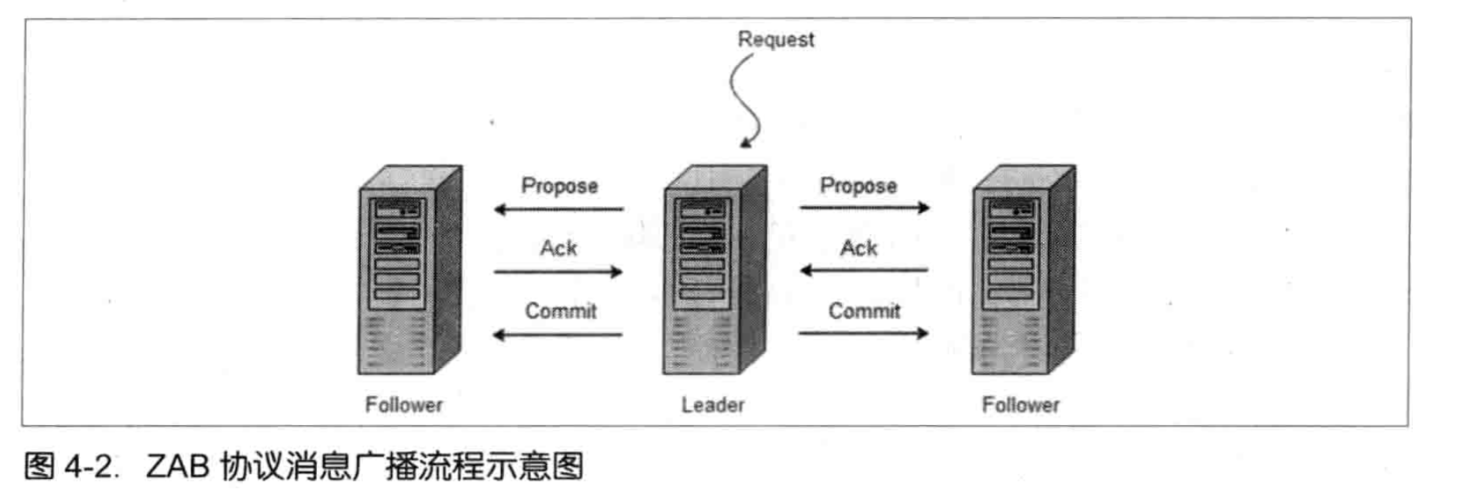 Request
Propose Propose
Ack Ack
Commit Commit
Follower Leader Follower
图 4-2. ZAB 协议消息广播流程示意图